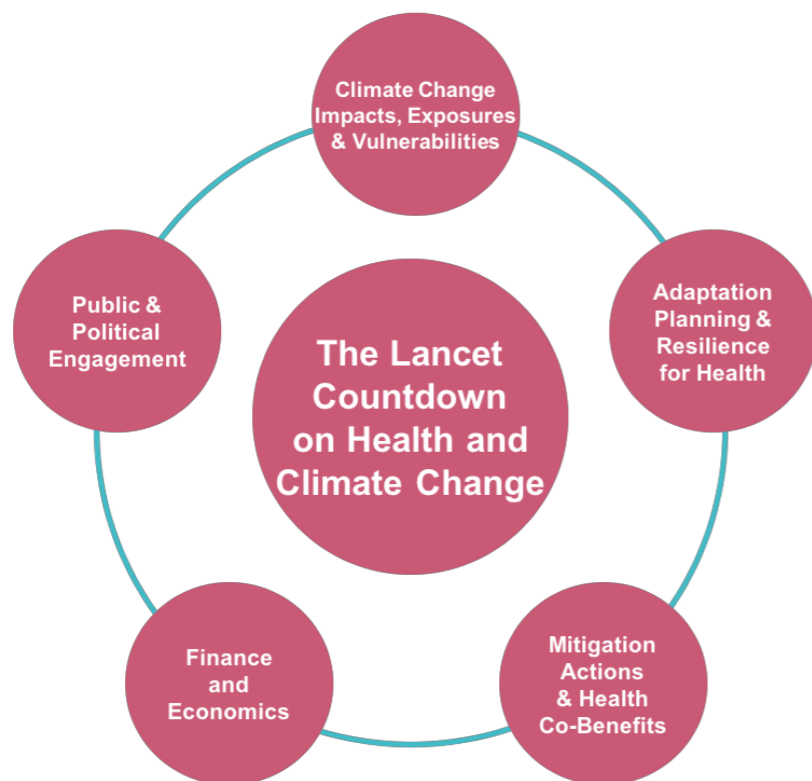 Climate Change
Impacts, Exposures
& Vulnerabilities
Public &
Political
Engagement
Adaptation
Planning &
Resilience
for Health
The Lancet
Countdown
on Health and
Climate Change
Finance
and
Economics
Mitigation
Actions
& Health
Co-Benefits